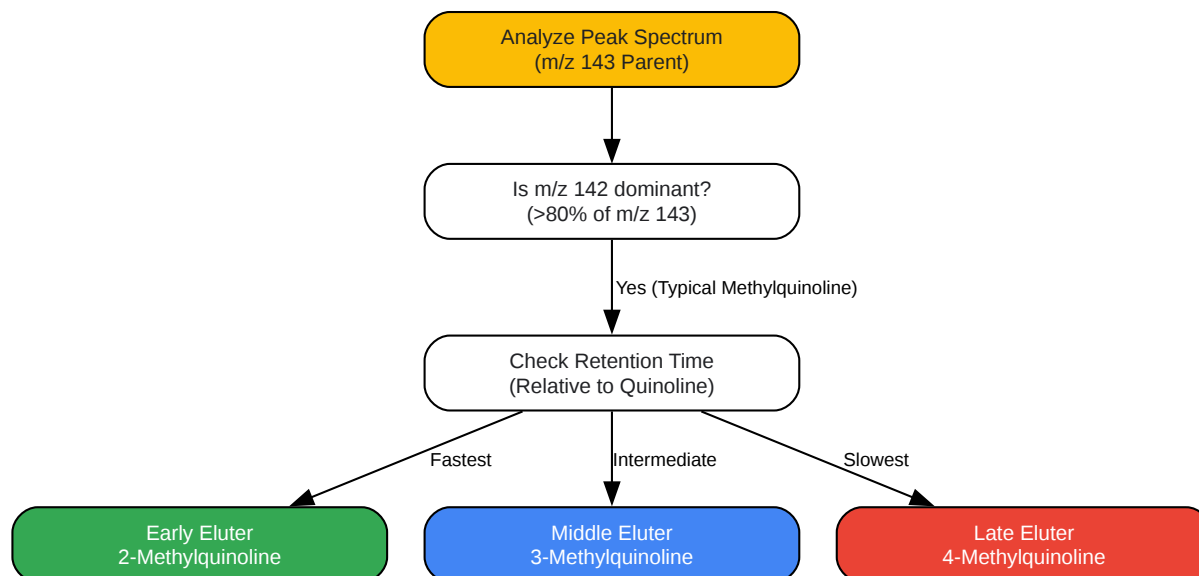 Analyze Peak Spectrum
(m/z 143 Parent)
Is m/z 142 dominant?
(>80% of m/z 143)
Yes (Typical Methylquinoline)
Check Retention Time
(Relative to Quinoline)
Fastest
Intermediate
Slowest
Early Eluter
2-Methylquinoline
Middle Eluter
3-Methylquinoline
Late Eluter
4-Methylquinoline